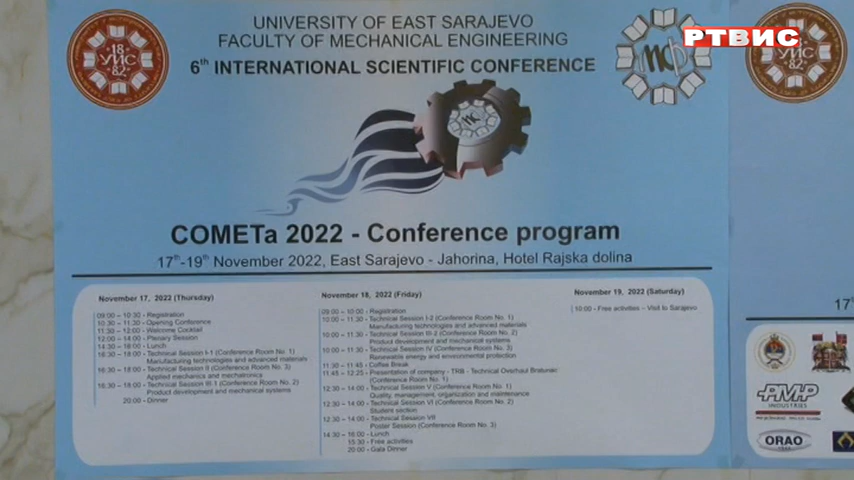 UNIVERSITY OF EAST SARAJEVO
FACULTY OF MECHANICAL ENGINEERING
6th INTERNATIONAL SCIENTIFIC CONFERENCE
РТВИС
18
УИС
82
МФ
18
УИС
82
COMETa 2022 - Conference program
17th-19th November 2022, East Sarajevo - Jahorina, Hotel Rajska dolina
November 17, 2022 (Thursday)
09:00 – 10:30 - Registration
10:30 – 11:30 - Opening Conference
11:30 – 12:00 - Welcome Cocktail
12:00 – 14:00 - Plenary Session
14:30 – 16:00 - Lunch
16:30 – 18:00 - Technical Session I-1 (Conference Room No. 1)
Manufacturing technologies and advanced materials
16:30 – 18:00 - Technical Session II (Conference Room No. 3)
Applied mechanics and mechatronics
16:30 – 18:00 - Technical Session III-1 (Conference Room No. 2)
Product development and mechanical systems
20:00 - Dinner
November 18, 2022 (Friday)
09:00 – 10:00 - Registration
10:00 – 11:30 - Technical Session I-2 (Conference Room No. 1)
Manufacturing technologies and advanced materials
10:00 – 11:30 - Technical Session III-2 (Conference Room No. 2)
Product development and mechanical systems
10:00 – 11:30 - Technical Session IV (Conference Room No. 3)
Renewable energy and environmental protection
11:30 – 11:45 - Coffee Break
11:45 – 12:25 - Presentation of company - TRB - Technical Overhaul Bratunac
(Conference Room No. 1)
12:30 – 14:00 - Technical Session V (Conference Room No. 1)
Quality, management, organization and maintenance
12:30 – 14:00 - Technical Session VI (Conference Room No. 2)
Student section
12:30 – 14:00 - Technical Session VII
Poster Session (Conference Room No. 3)
14:30 – 16:00 - Lunch
15:30 - Free activities
20:00 - Gala Dinner
November 19, 2022 (Saturday)
10:00 - Free activities – Visit to Sarajevo
17th
PMP
INDUSTRIES
ORAO